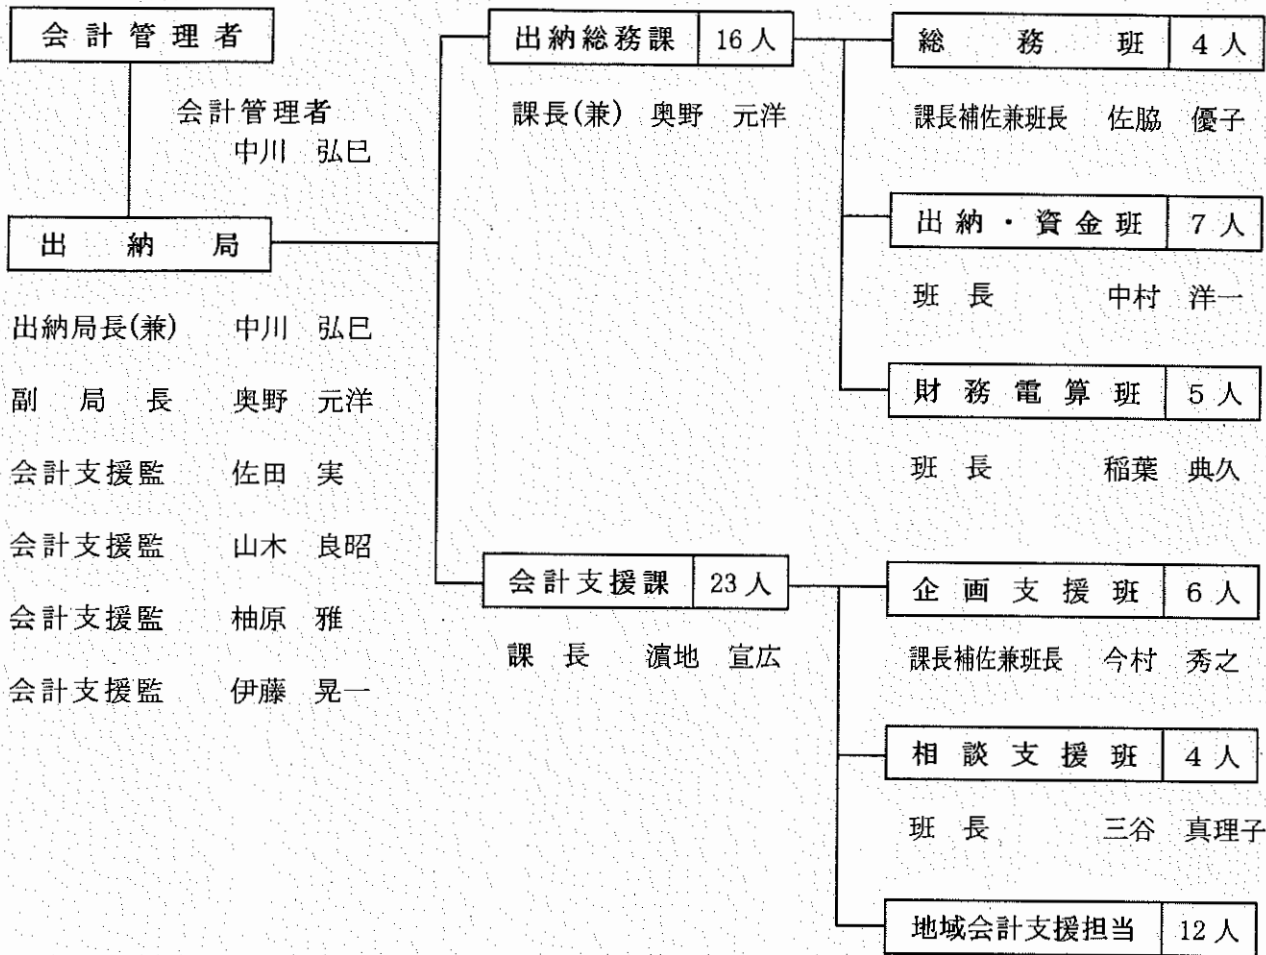 会計管理者
会計管理者
中川 弘巳
出納局
出納局長(兼) 中川 弘巳
副局長 奥野 元洋
会計支援監 佐田 実
会計支援監 山木 良昭
会計支援監 柚原 雅
会計支援監 伊藤 晃一
出納総務課 16人
課長(兼) 奥野 元洋
総務班 4人
課長補佐兼班長 佐脇 優子
出納・資金班 7人
班長 中村 洋一
財務電算班 5人
班長 稲葉 典久
会計支援課 23人
課長 濵地 宣広
企画支援班 6人
課長補佐兼班長 今村 秀之
相談支援班 4人
班長 三谷 真理子
地域会計支援担当 12人